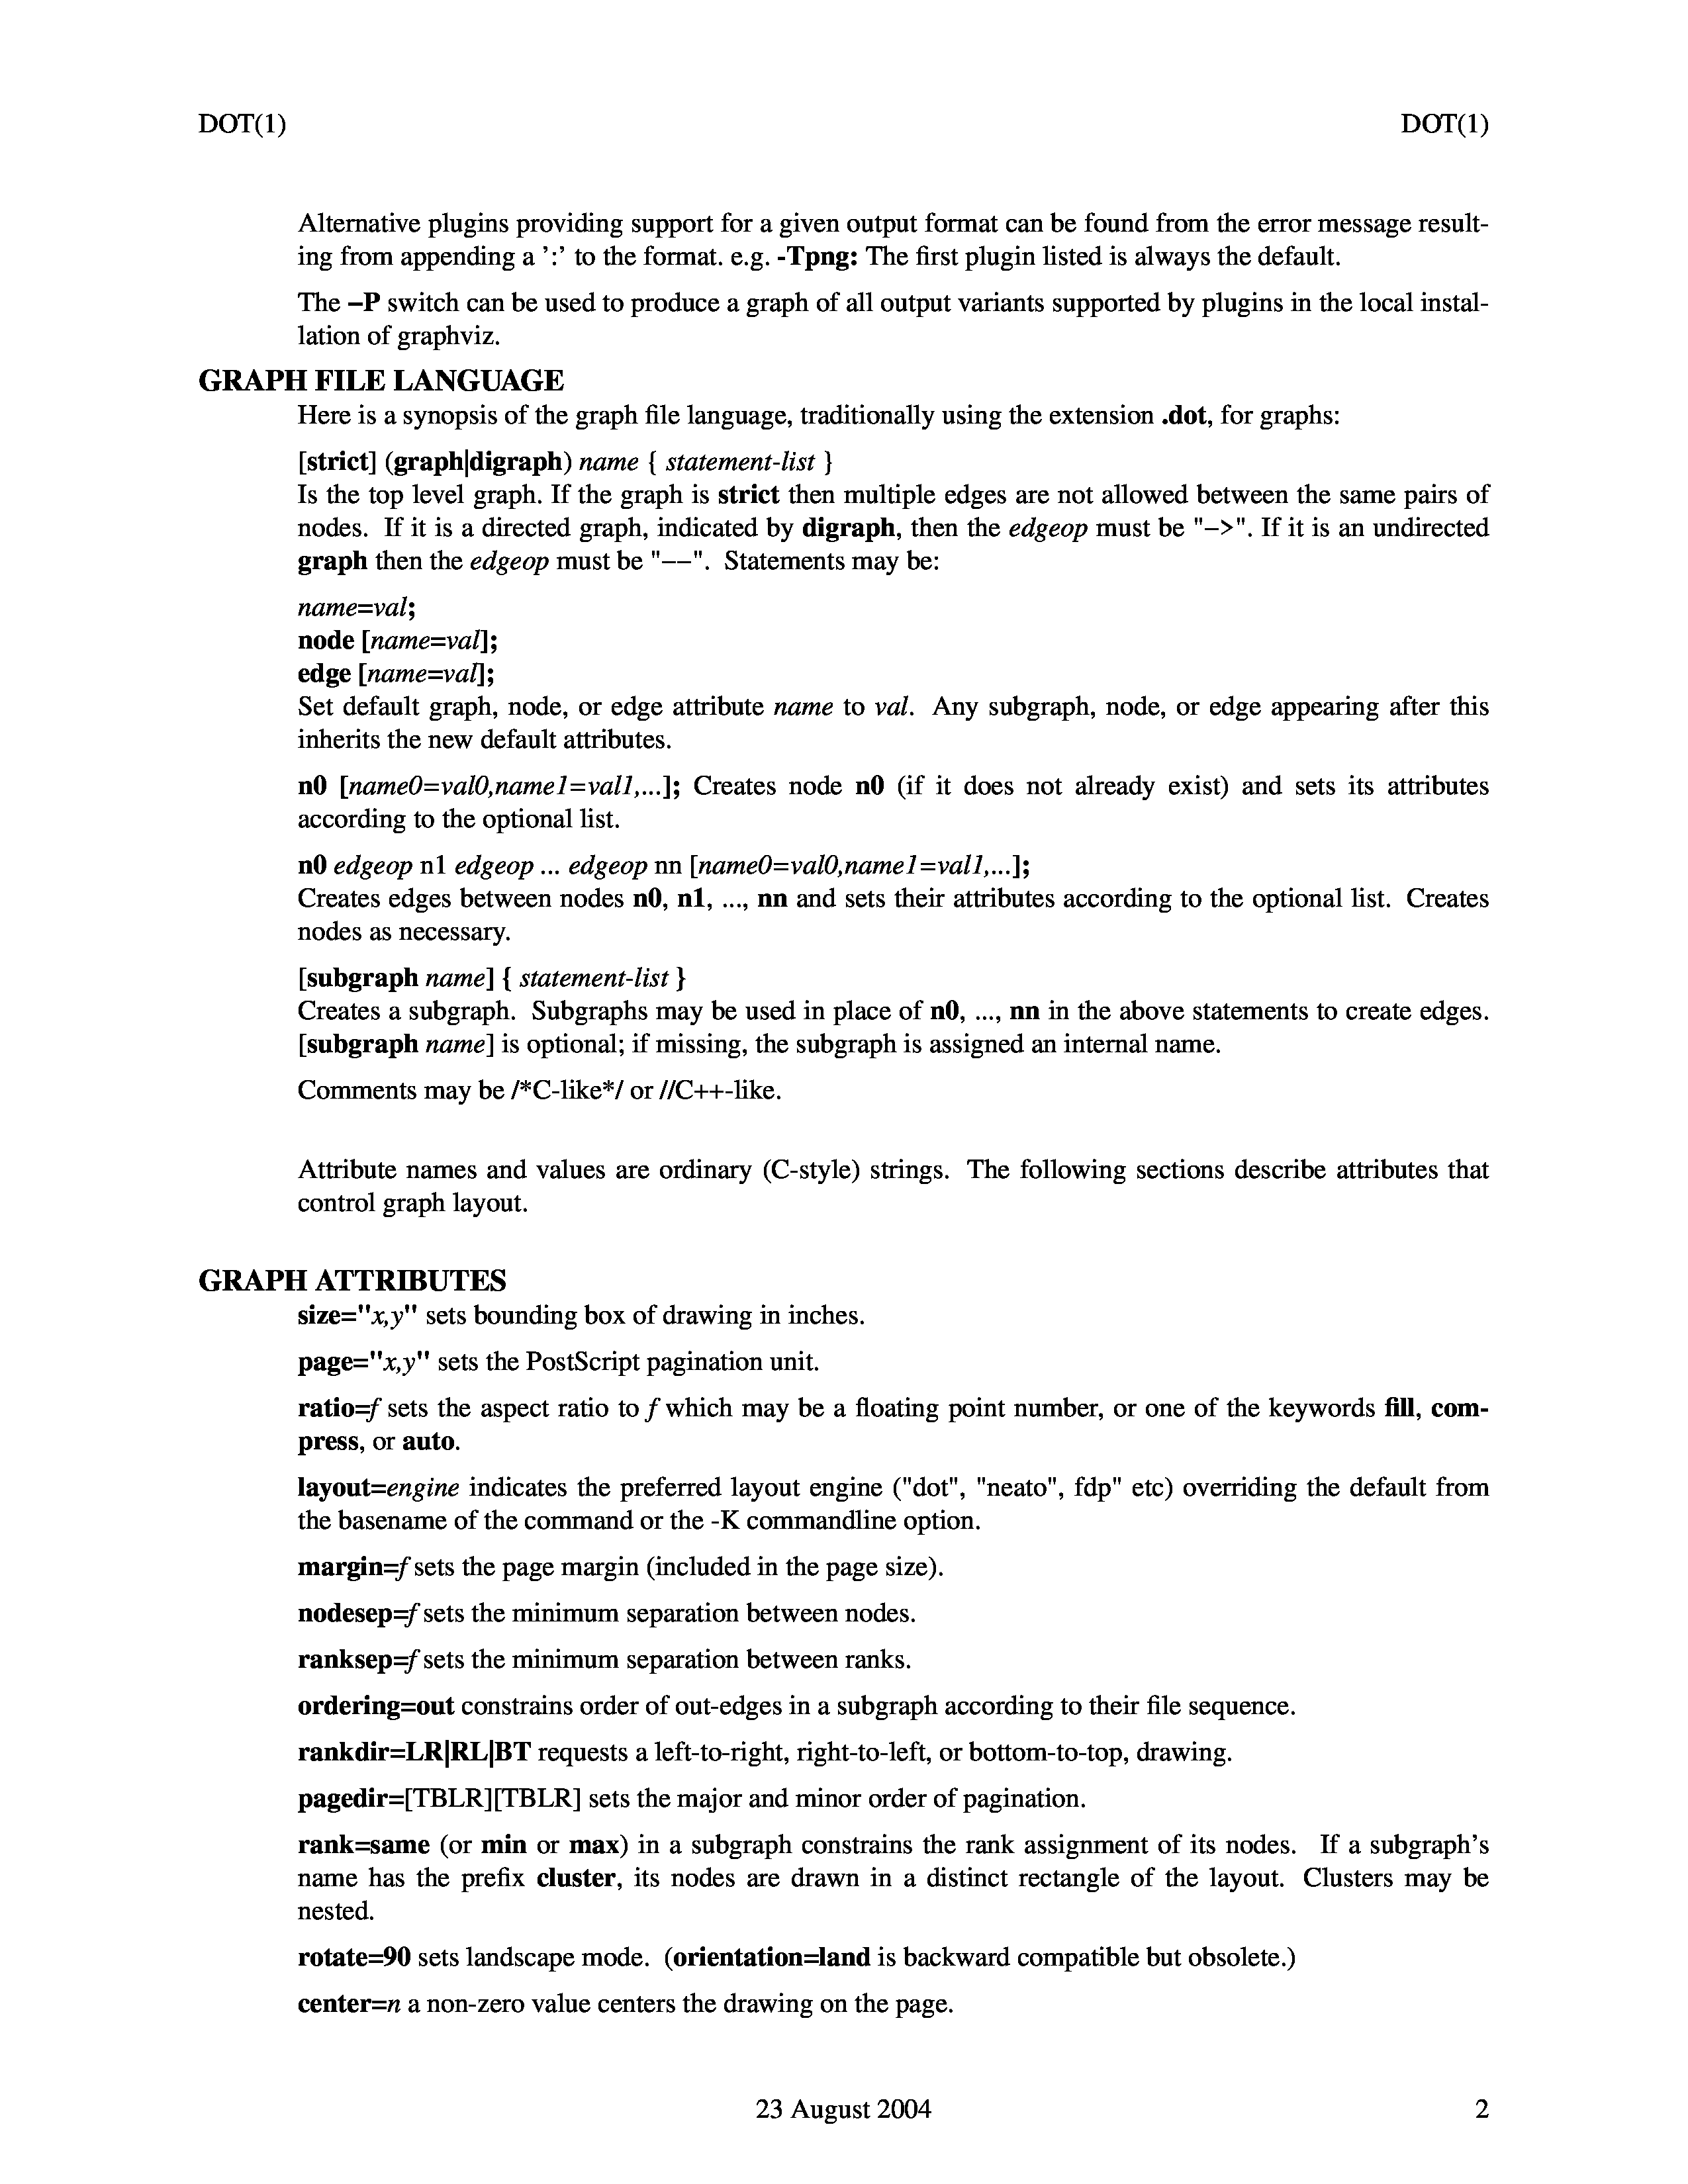 DOT(1) DOT(1)
Alternative plugins providing support for a given output format can be found from the error message result-
ing from appending a ’:’ to the format. e.g. -Tpng: The first plugin listed is always the default.
The –P switch can be used to produce a graph of all output variants supported by plugins in the local instal-
lation of graphviz.
GRAPH FILE LANGUAGE
Here is a synopsis of the graph file language, traditionally using the extension .dot, for graphs:
[strict] (graph|digraph) name { statement-list }
Is the top level graph. If the graph is strict then multiple edges are not allowed between the same pairs of
nodes. If it is a directed graph, indicated by digraph, then the edgeop must be "–>". If it is an undirected
graph then the edgeop must be "––". Statements may be:
name=val;
node [name=val];
edge [name=val];
Set default graph, node, or edge attribute name to val. Any subgraph, node, or edge appearing after this
inherits the new default attributes.
n0 [name0=val0,name1=val1,...]; Creates node n0 (if it does not already exist) and sets its attributes
according to the optional list.
n0 edgeop n1 edgeop ... edgeop nn [name0=val0,name1=val1,...];
Creates edges between nodes n0, n1, ..., nn and sets their attributes according to the optional list. Creates
nodes as necessary.
[subgraph name] { statement-list }
Creates a subgraph. Subgraphs may be used in place of n0, ..., nn in the above statements to create edges.
[subgraph name] is optional; if missing, the subgraph is assigned an internal name.
Comments may be /*C-like*/ or //C++-like.
Attribute names and values are ordinary (C-style) strings. The following sections describe attributes that
control graph layout.
GRAPH ATTRIBUTES
size="x,y" sets bounding box of drawing in inches.
page="x,y" sets the PostScript pagination unit.
ratio=f sets the aspect ratio to f which may be a floating point number, or one of the keywords fill, com-
press, or auto.
layout=engine indicates the preferred layout engine ("dot", "neato", fdp" etc) overriding the default from
the basename of the command or the -K commandline option.
margin=f sets the page margin (included in the page size).
nodesep=f sets the minimum separation between nodes.
ranksep=f sets the minimum separation between ranks.
ordering=out constrains order of out-edges in a subgraph according to their file sequence.
rankdir=LR|RL|BT requests a left-to-right, right-to-left, or bottom-to-top, drawing.
pagedir=[TBLR][TBLR] sets the major and minor order of pagination.
rank=same (or min or max) in a subgraph constrains the rank assignment of its nodes. If a subgraph’s
name has the prefix cluster, its nodes are drawn in a distinct rectangle of the layout. Clusters may be
nested.
rotate=90 sets landscape mode. (orientation=land is backward compatible but obsolete.)
center=n a non-zero value centers the drawing on the page.
23 August 2004 2